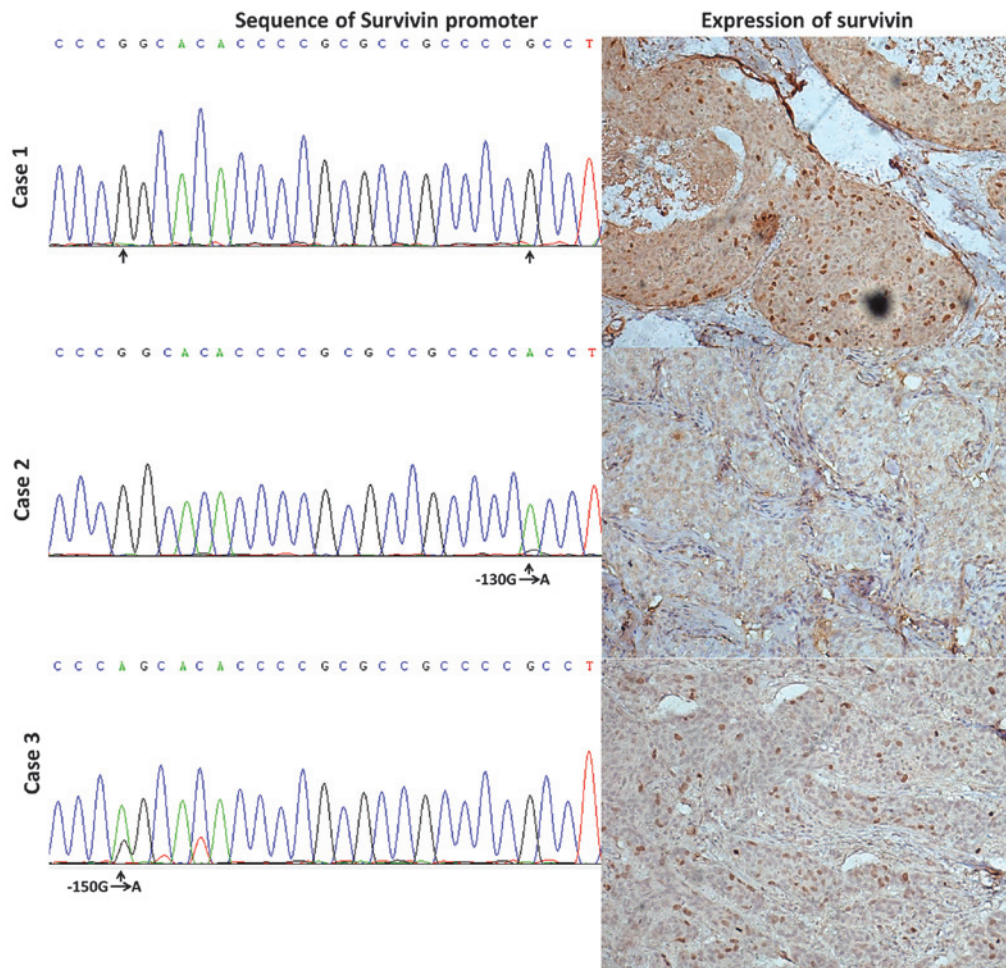 Sequence of Survivin promoter
Expression of survivin
C C C G G C A C A C C C C G C G C C G C C C C G C C T
Case 1
C C C G G C A C A C C C C G C G C C G C C C C A C C T
Case 2
-130G→A
C C C A G C A C A C C C C G C G C C G C C C C G C C T
Case 3
-150G→A